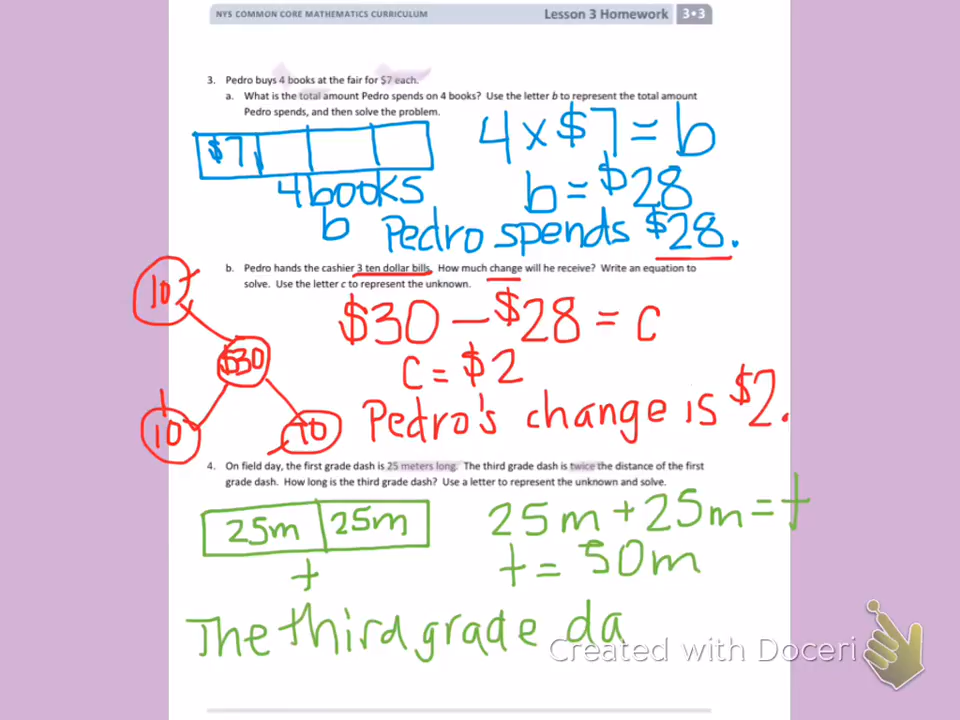 NYS COMMON CORE MATHEMATICS CURRICULUM Lesson 3 Homework 3•3
3. Pedro buys 4 books at the fair for $7 each.
a. What is the total amount Pedro spends on 4 books? Use the letter b to represent the total amount
Pedro spends, and then solve the problem.
$7
4 books
b
4 x $7 = b
b = $28
Pedro spends $28.
b. Pedro hands the cashier 3 ten dollar bills. How much change will he receive? Write an equation to
solve. Use the letter c to represent the unknown.
10
$30
10
10
$30 - $28 = c
c = $2
Pedro's change is $2.
4. On field day, the first grade dash is 25 meters long. The third grade dash is twice the distance of the first
grade dash. How long is the third grade dash? Use a letter to represent the unknown and solve.
25m 25m
t
25m + 25m = t
t = 50m
The third grade da
Created with Doceri